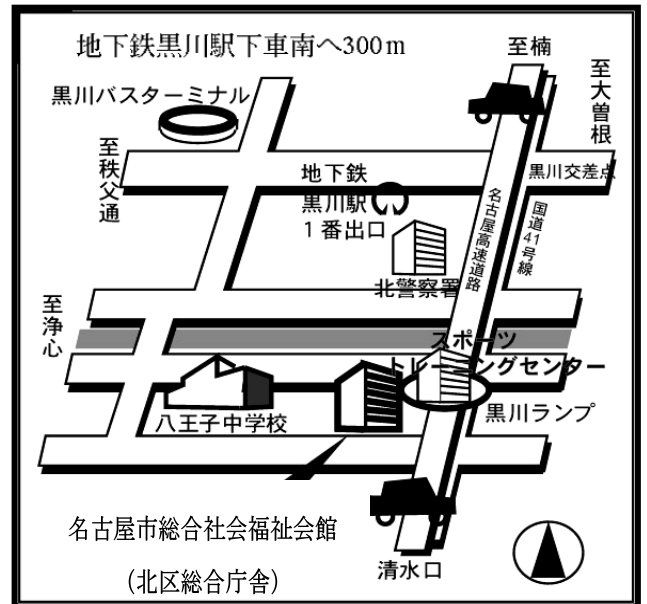 地下鉄黒川駅下車南へ300m
至楠
至大曽根
黒川バスターミナル
至秩父通
地下鉄
黒川駅
1番出口
黒川交差点
名古屋高速道路
国道41号線
北警察署
至浄心
スポーツ
トレーニングセンター
八王子中学校
黒川ランプ
名古屋市総合社会福祉会館
(北区総合庁舎)
清水口